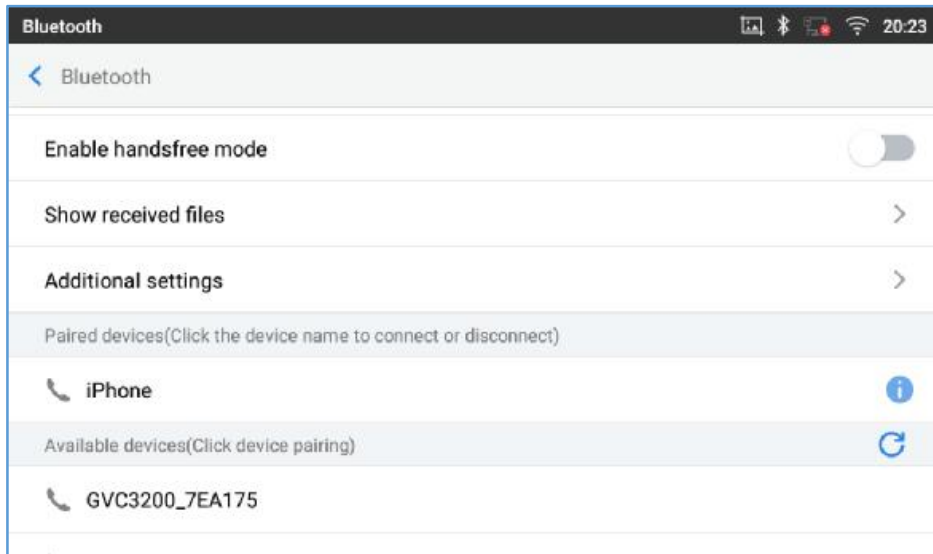 Bluetooth 20:23
Bluetooth
Enable handsfree mode
Show received files
Additional settings
Paired devices(Click the device name to connect or disconnect)
iPhone
Available devices(Click device pairing)
GVC3200_7EA175